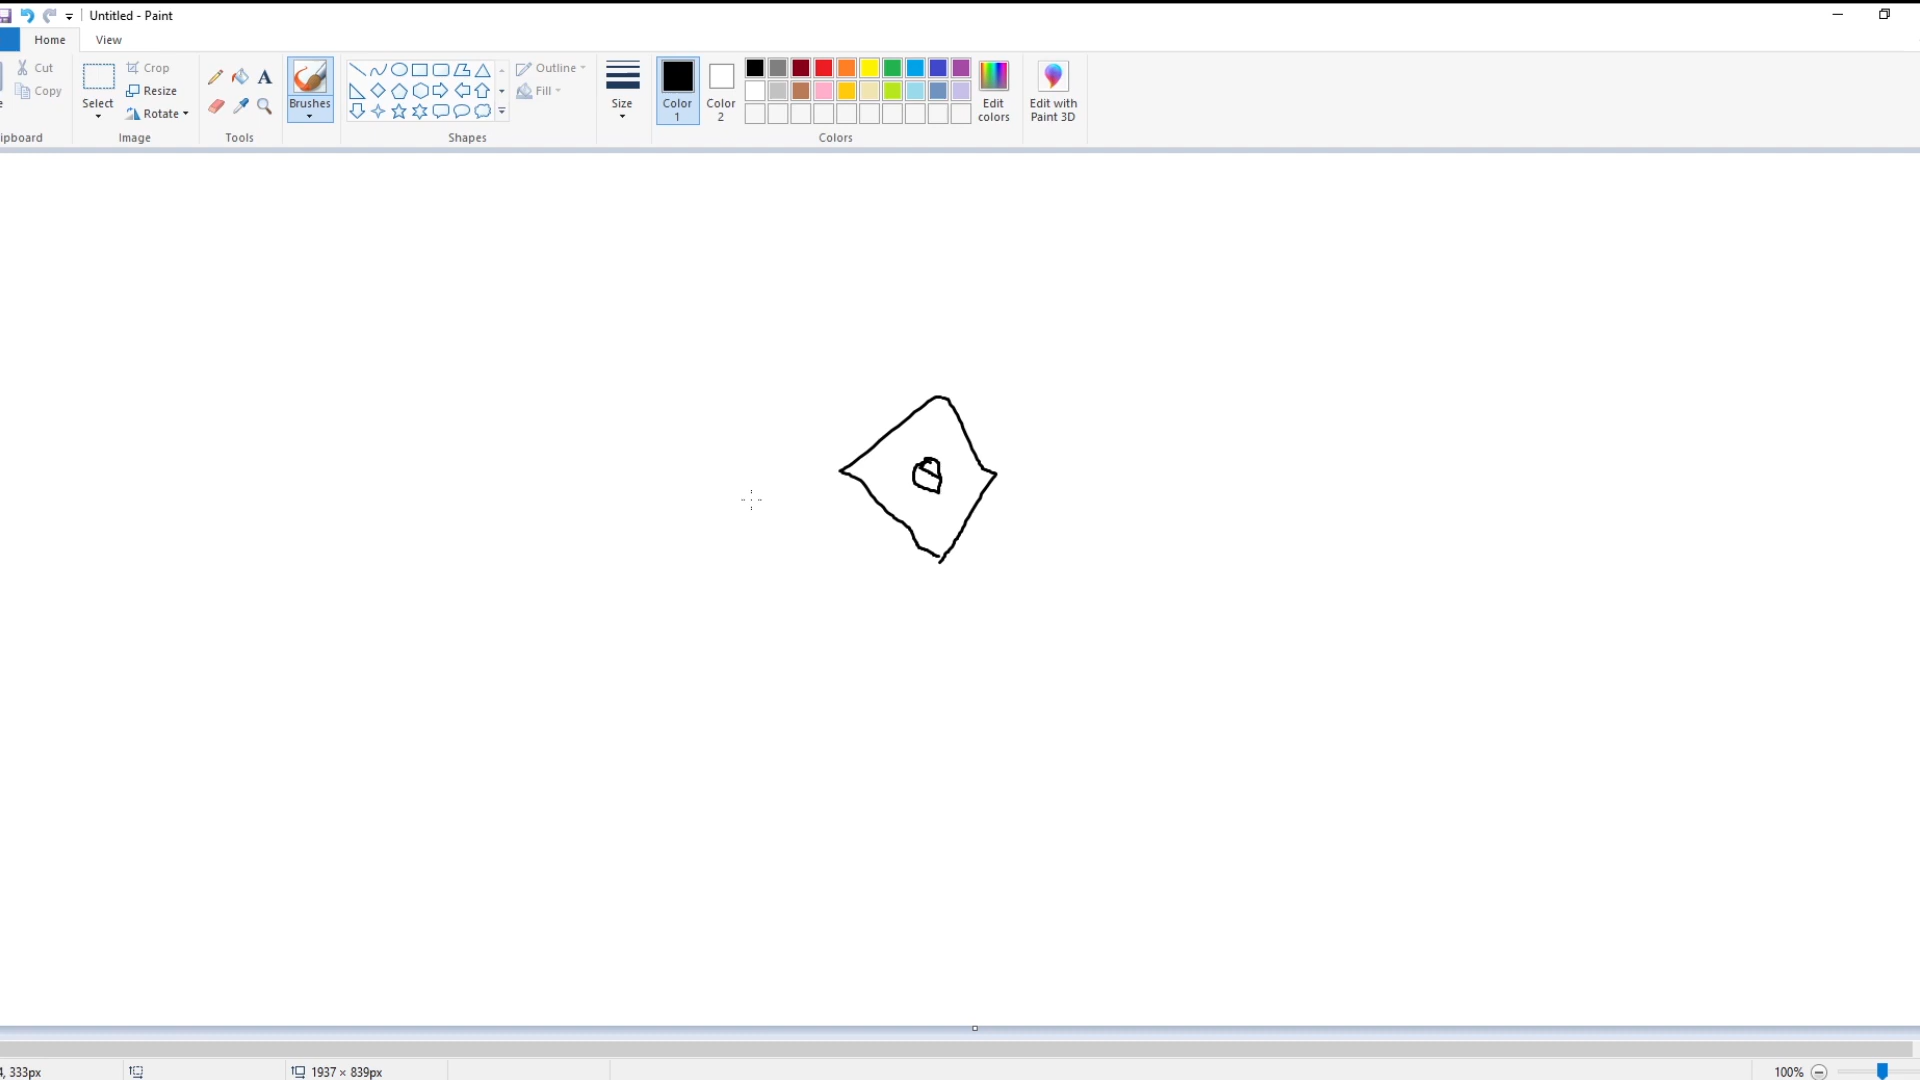 Untitled - Paint
Home View
Cut
Copy
ipboard
Select
Crop
Resize
Rotate
Image
Tools
Brushes
Shapes
Outline
Fill
Size
Color
1
Color
2
Colors
Edit
colors
Edit with
Paint 3D
, 333px
1937 × 839px
100%